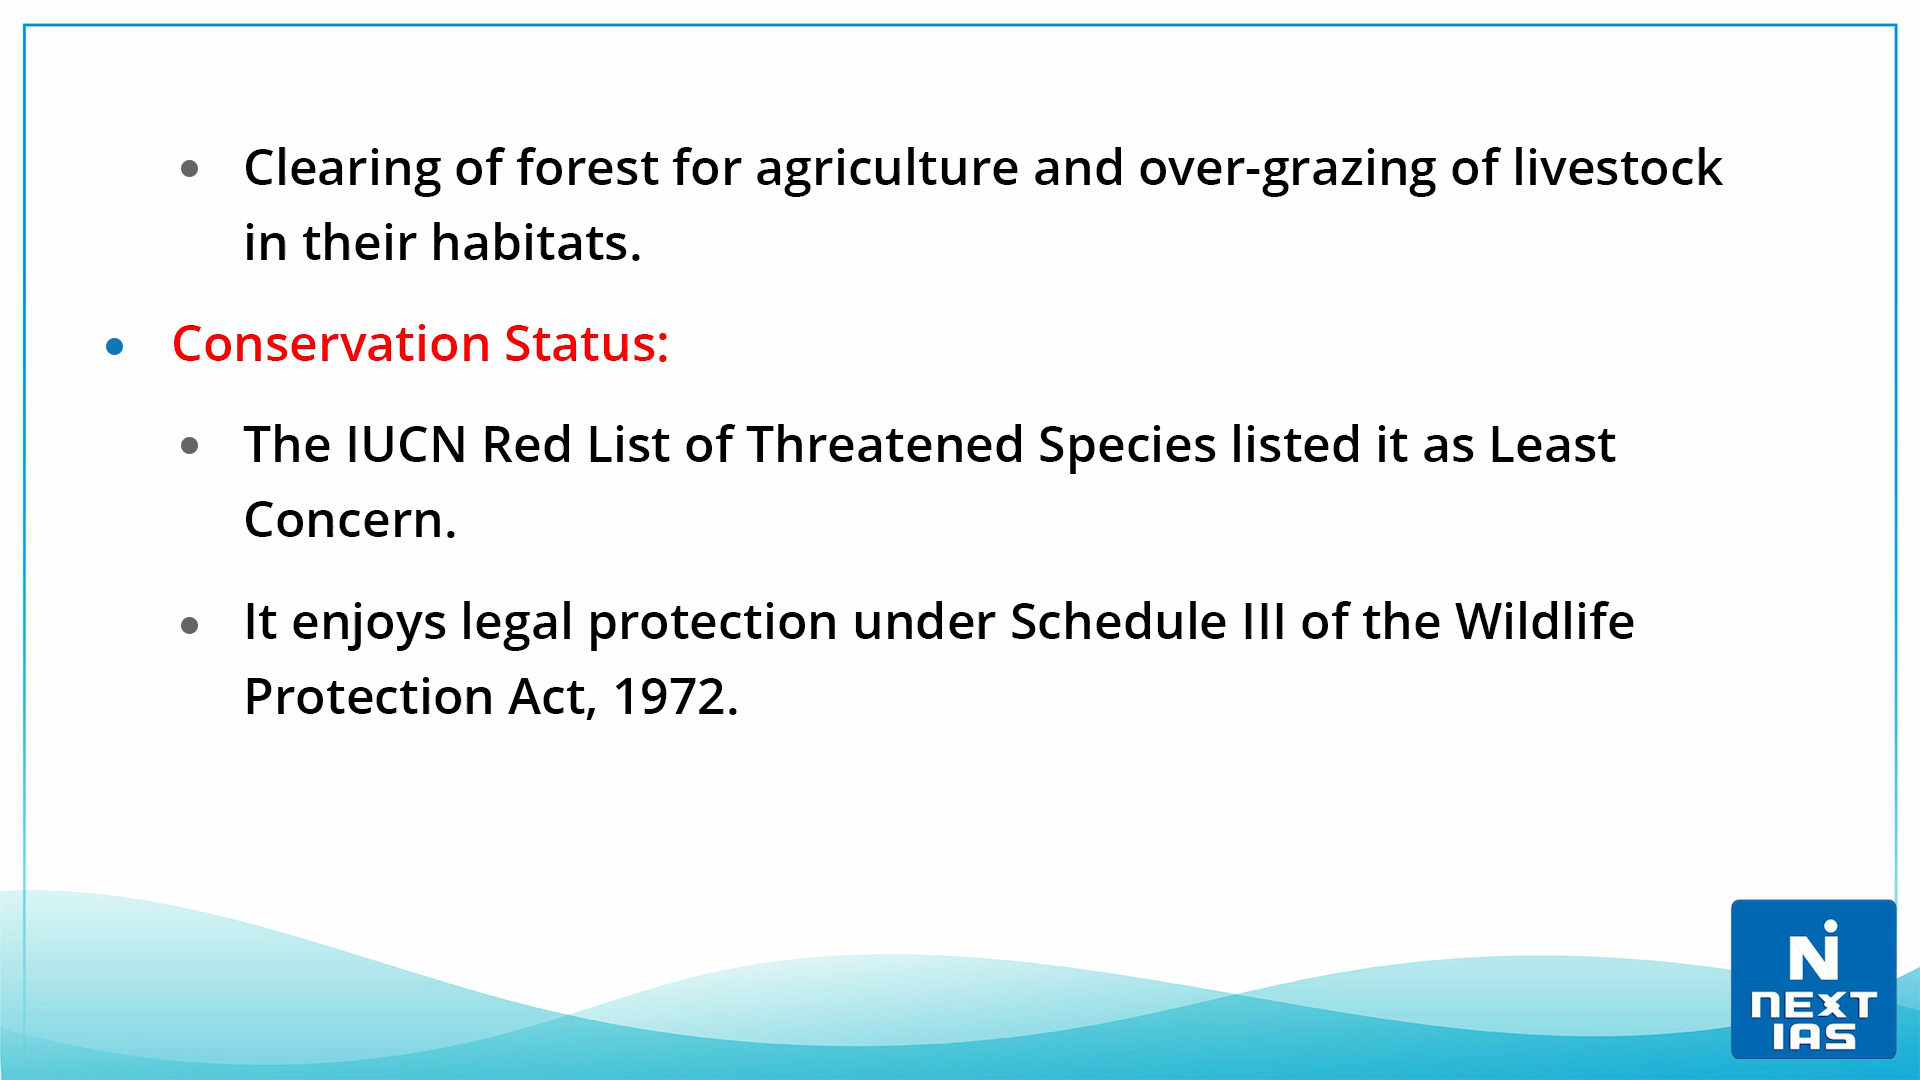 Clearing of forest for agriculture and over-grazing of livestock
in their habitats.
Conservation Status:
The IUCN Red List of Threatened Species listed it as Least
Concern.
It enjoys legal protection under Schedule III of the Wildlife
Protection Act, 1972.
N
NEXT
IAS